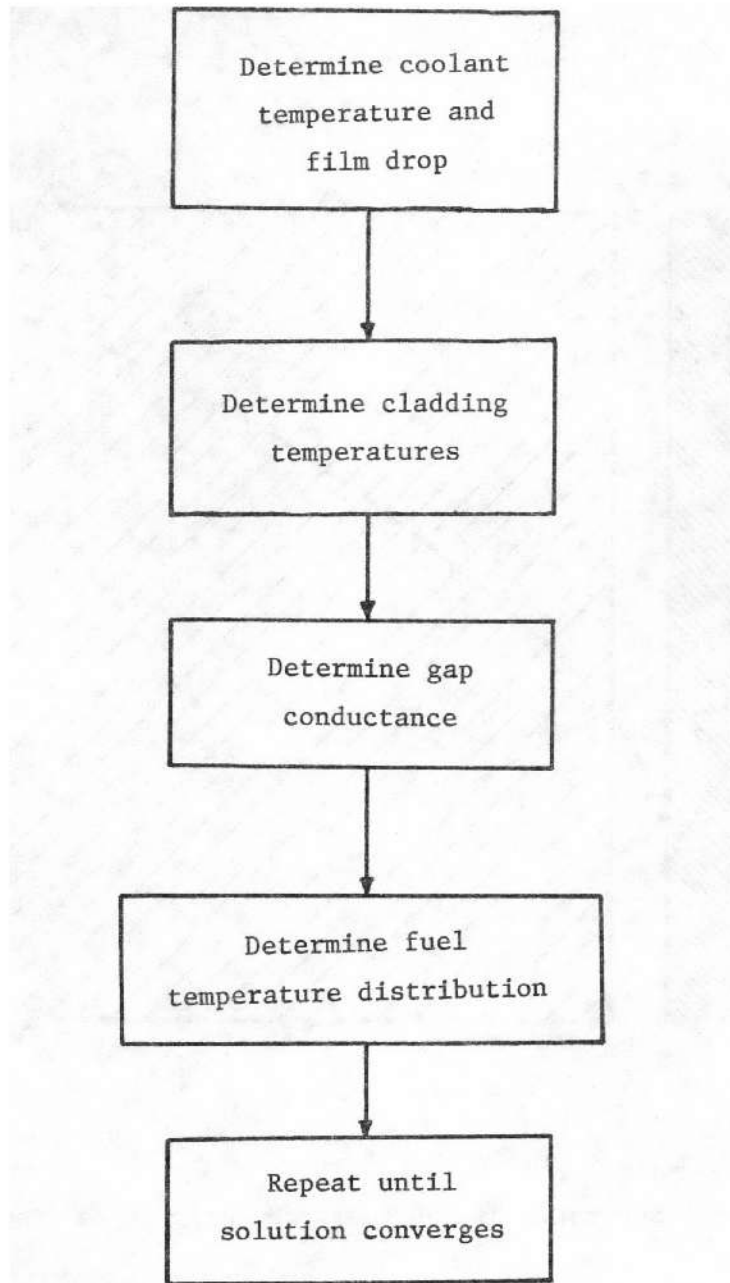 Determine coolant
temperature and
film drop
Determine cladding
temperatures
Determine gap
conductance
Determine fuel
temperature distribution
Repeat until
solution converges